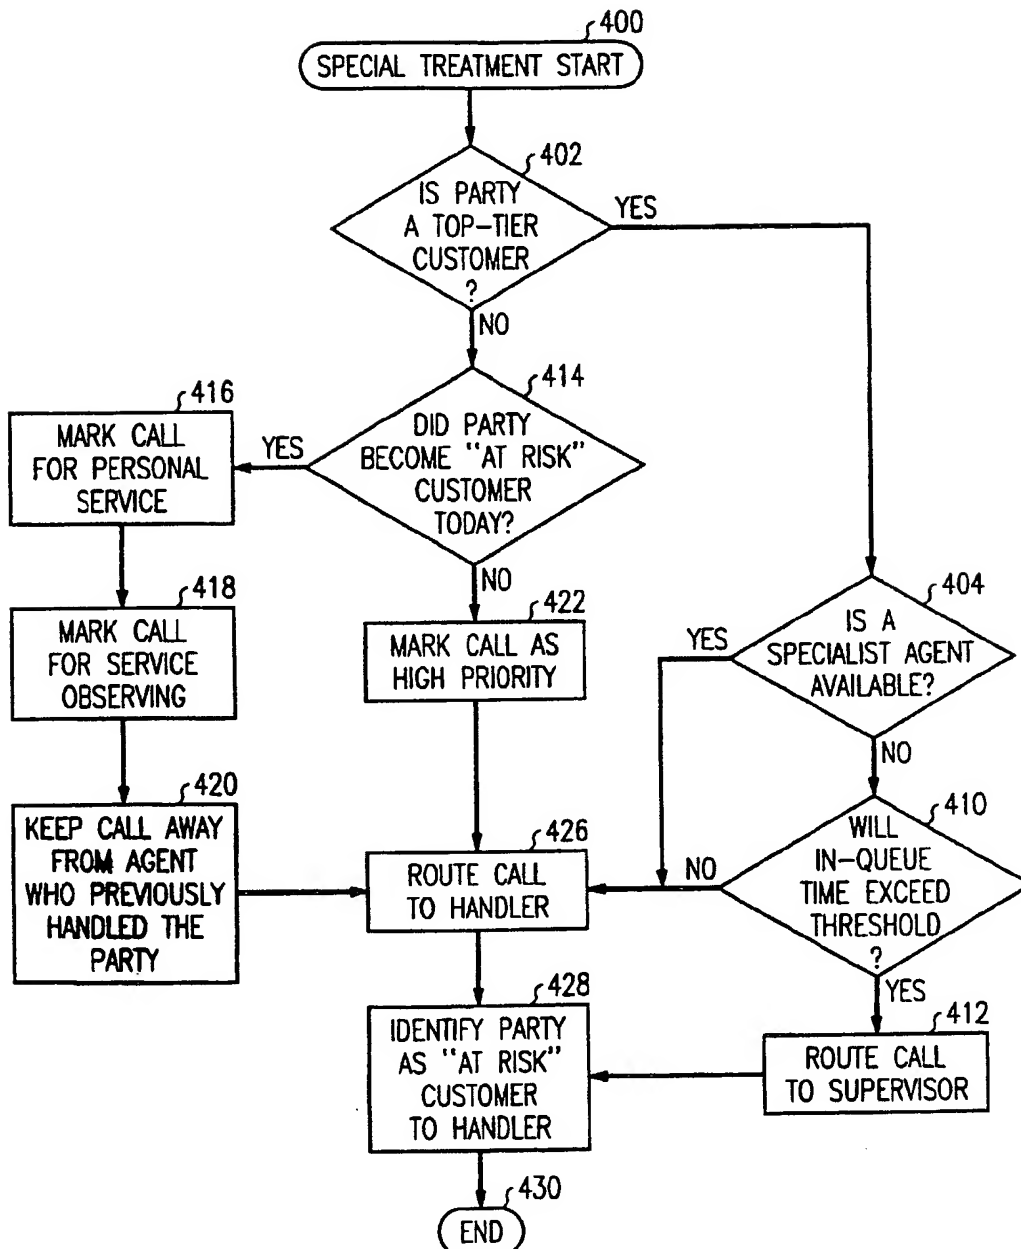 400
SPECIAL TREATMENT START
402
IS PARTY
A TOP-TIER
CUSTOMER
?
YES
NO
414
DID PARTY
BECOME "AT RISK"
CUSTOMER
TODAY?
YES
NO
416
MARK CALL
FOR PERSONAL
SERVICE
418
MARK CALL
FOR SERVICE
OBSERVING
420
KEEP CALL AWAY
FROM AGENT
WHO PREVIOUSLY
HANDLED THE
PARTY
422
MARK CALL AS
HIGH PRIORITY
404
IS A
SPECIALIST AGENT
AVAILABLE?
YES
NO
410
WILL
IN-QUEUE
TIME EXCEED
THRESHOLD
?
NO
YES
426
ROUTE CALL
TO HANDLER
412
ROUTE CALL
TO SUPERVISOR
428
IDENTIFY PARTY
AS "AT RISK"
CUSTOMER
TO HANDLER
430
END